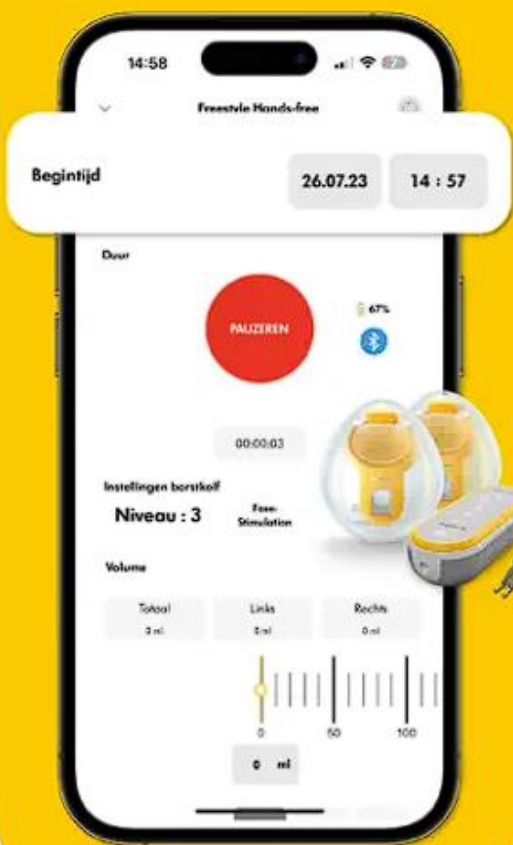 14:58
Freestyle Hands-free
Begintijd
26.07.23
14 : 57
Duur
PAUZEREN
67%
00:00:03
Instellingen borstkolf
Niveau : 3
Fase:
Stimulation
Volume
Totaal
Links
Rechts
0 ml
0 ml
0 ml
0
50
100
0 ml